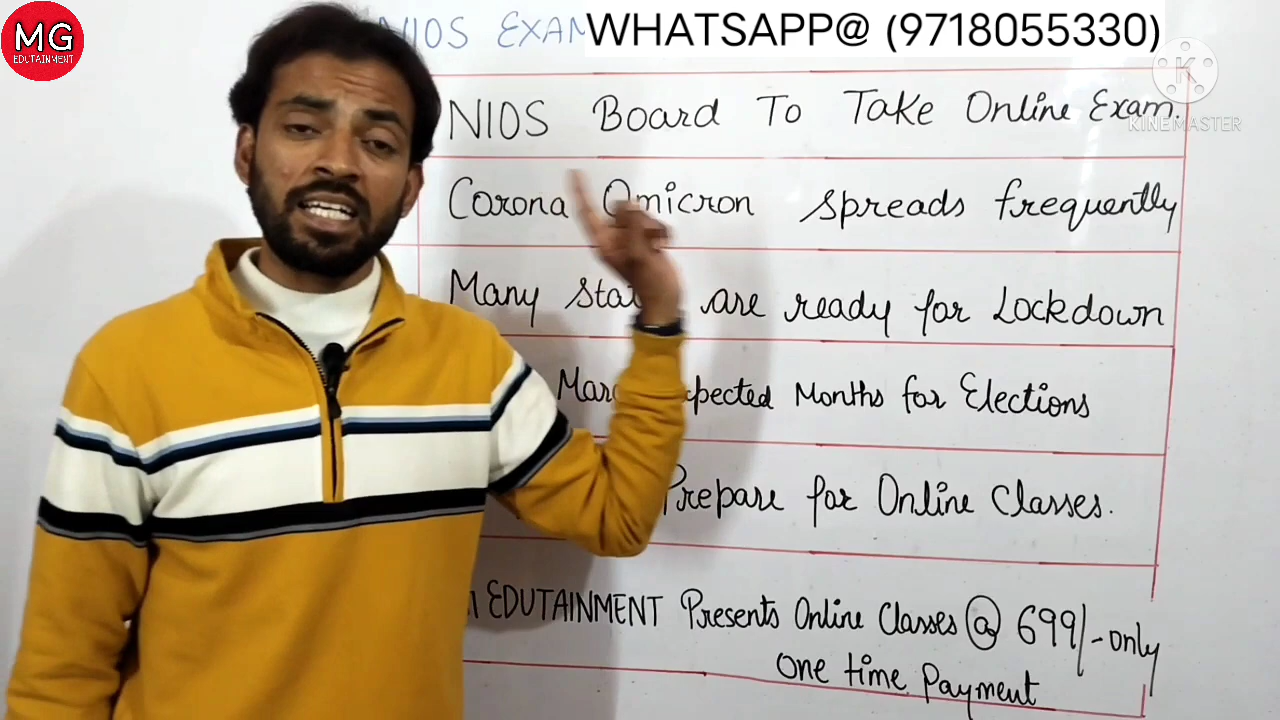 MG
EDUTAINMENT
NIOS EXAM
WHATSAPP@ (9718055330)
K
KINEMASTER
NIOS Board To Take Online Exam.
Corona Omicron spreads frequently
Many are ready for Lockdown
Months for Elections
Prepare for Online Classes.
EDUTAINMENT Presents Online Classes @ 699/- only
One time Payment